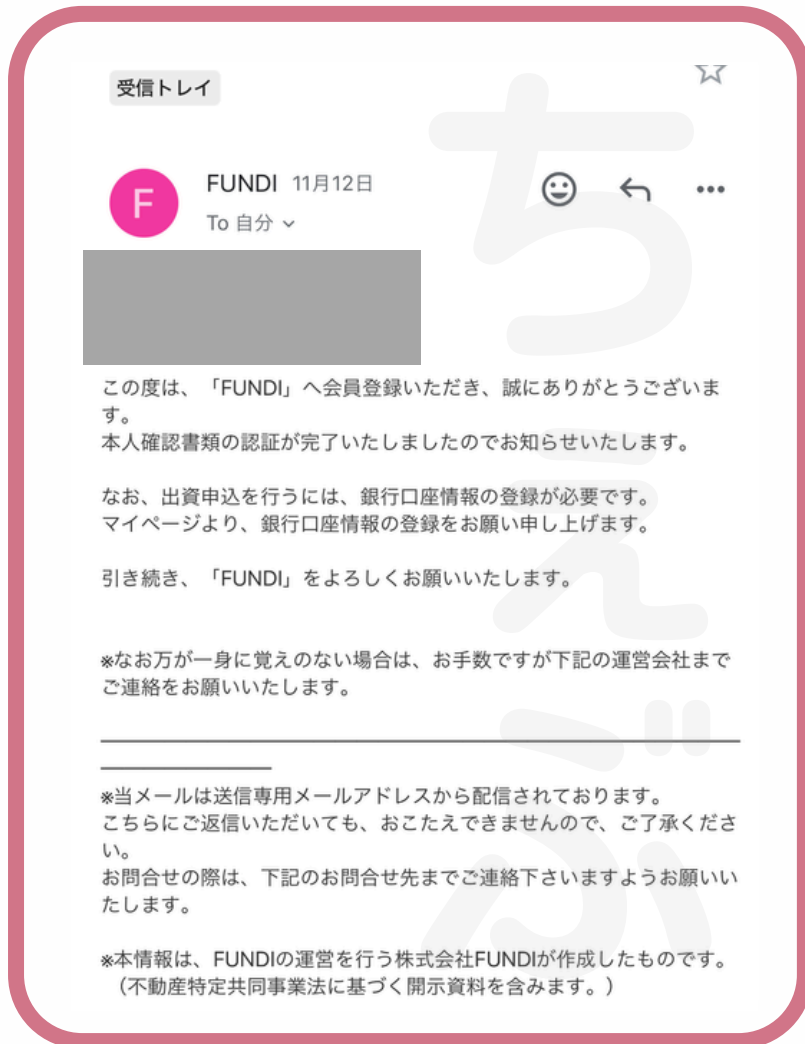 受信トレイ
FUNDI 11月12日
To 自分
F
この度は、「FUNDI」へ会員登録いただき、誠にありがとうございま
す。
本人確認書類の認証が完了いたしましたのでお知らせいたします。
なお、出資申込を行うには、銀行口座情報の登録が必要です。
マイページより、銀行口座情報の登録をお願い申し上げます。
引き続き、「FUNDI」をよろしくお願いいたします。
※なお万が一身に覚えのない場合は、お手数ですが下記の運営会社まで
ご連絡をお願いいたします。
※当メールは送信専用メールアドレスから配信されております。
こちらにご返信いただいても、おこたえできませんので、ご了承くださ
い。
お問合せの際は、下記のお問合せ先までご連絡下さいますようお願いい
たします。
※本情報は、FUNDIの運営を行う株式会社FUNDIが作成したものです。
（不動産特定共同事業法に基づく開示資料を含みます。）
ちぇぶ